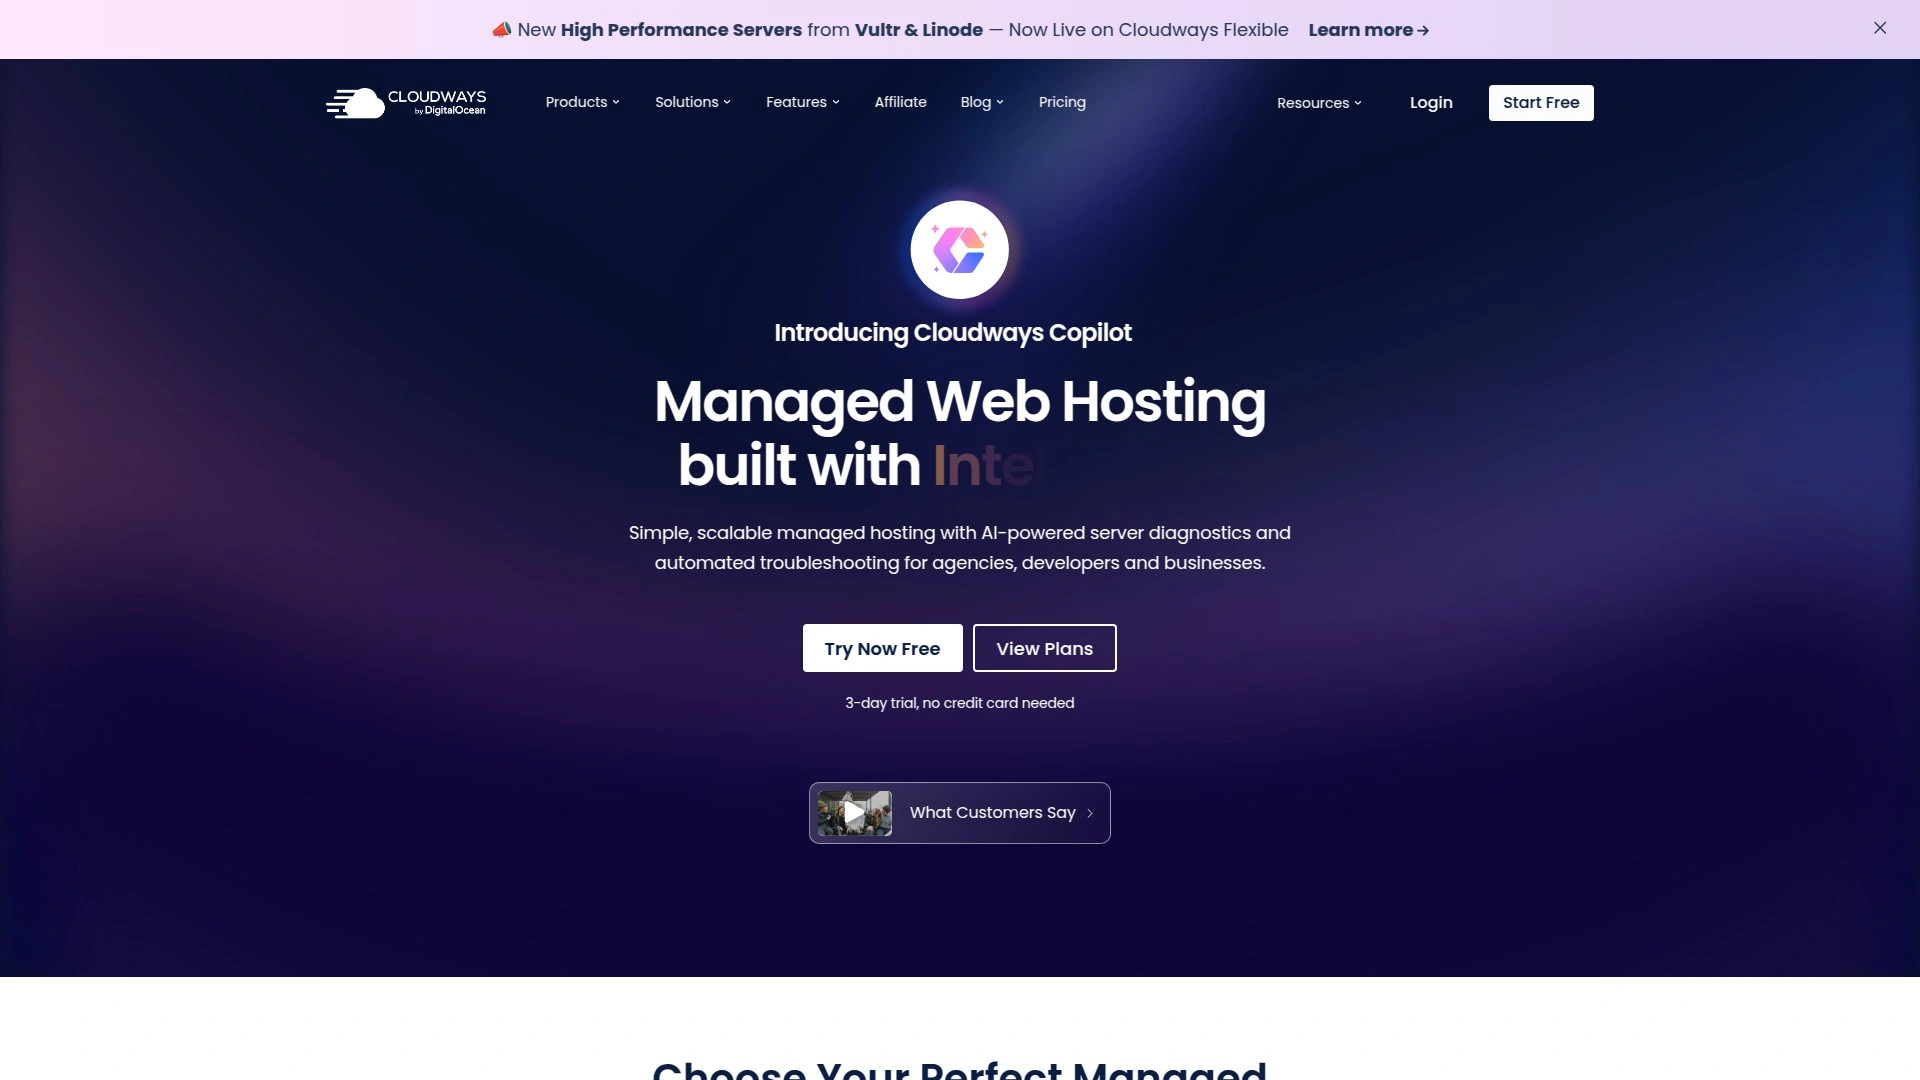 📣 New High Performance Servers from Vultr & Linode — Now Live on Cloudways Flexible Learn more →
CLOUDWAYS
by DigitalOcean
Products
Solutions
Features
Affiliate
Blog
Pricing
Resources
Login
Start Free
Introducing Cloudways Copilot
Managed Web Hosting
built with Intel
Simple, scalable managed hosting with AI-powered server diagnostics and
automated troubleshooting for agencies, developers and businesses.
Try Now Free
View Plans
3-day trial, no credit card needed
What Customers Say
Choose Your Perfect Managed